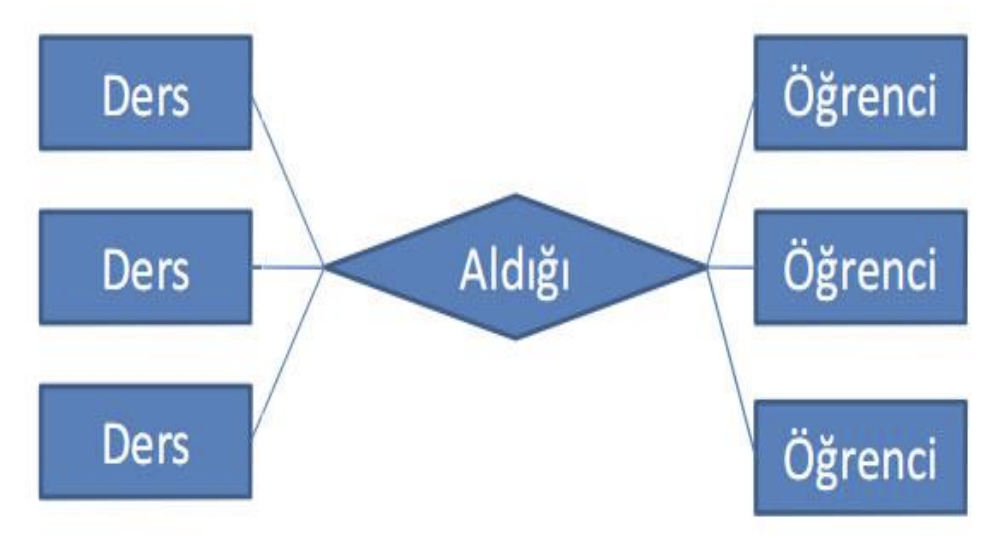 Ders
Öğrenci
Ders
Aldığı
Öğrenci
Ders
Öğrenci